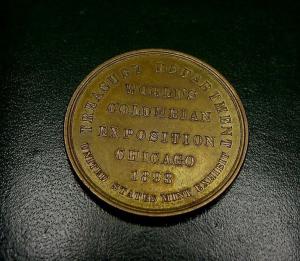 TREASURY DEPARTMENT
WORLD'S
COLUMBIAN
EXPOSITION
CHICAGO
1893
UNITED STATES MINT EXHIBIT